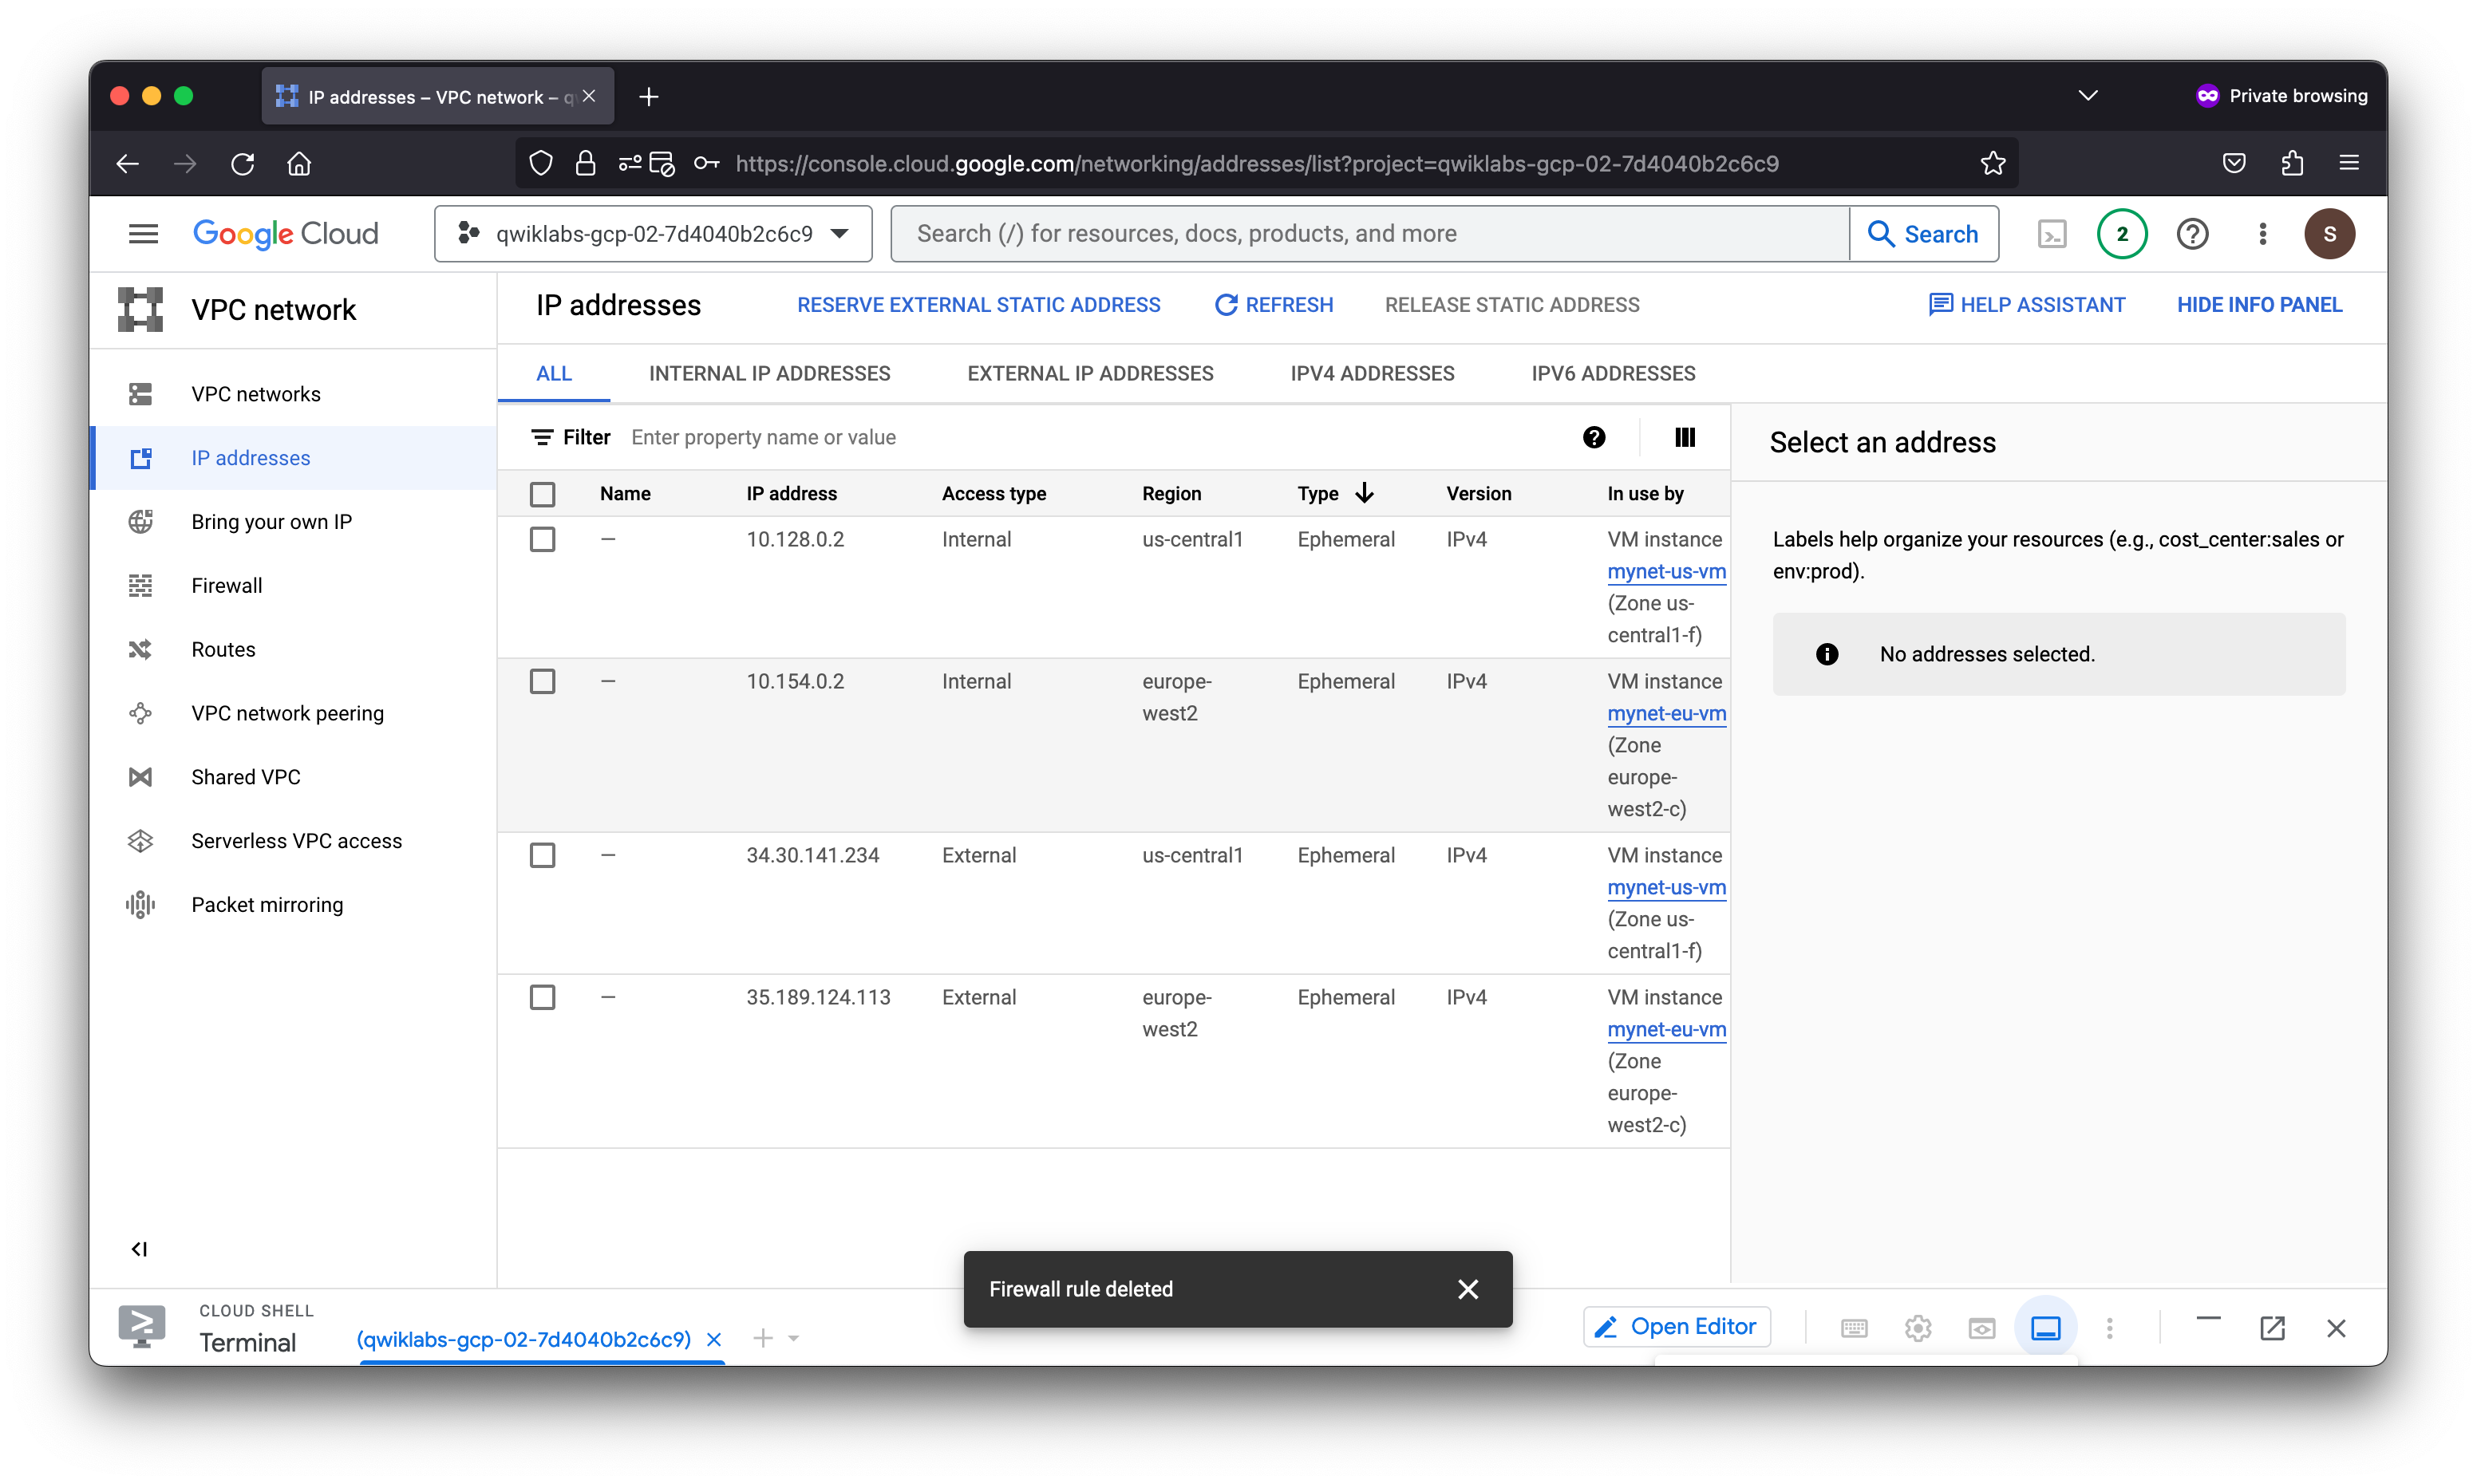 IP addresses – VPC network – q
Private browsing
https://console.cloud.google.com/networking/addresses/list?project=qwiklabs-gcp-02-7d4040b2c6c9
Google Cloud
qwiklabs-gcp-02-7d4040b2c6c9
Search (/) for resources, docs, products, and more
Search
2
S
VPC network
IP addresses
RESERVE EXTERNAL STATIC ADDRESS
REFRESH
RELEASE STATIC ADDRESS
HELP ASSISTANT
HIDE INFO PANEL
VPC networks
IP addresses
Bring your own IP
Firewall
Routes
VPC network peering
Shared VPC
Serverless VPC access
Packet mirroring
ALL
INTERNAL IP ADDRESSES
EXTERNAL IP ADDRESSES
IPV4 ADDRESSES
IPV6 ADDRESSES
Filter
Enter property name or value
Name
IP address
Access type
Region
Type
Version
In use by
—
10.128.0.2
Internal
us-central1
Ephemeral
IPv4
VM instance
mynet-us-vm
(Zone us-
central1-f)
—
10.154.0.2
Internal
europe-
west2
Ephemeral
IPv4
VM instance
mynet-eu-vm
(Zone
europe-
west2-c)
—
34.30.141.234
External
us-central1
Ephemeral
IPv4
VM instance
mynet-us-vm
(Zone us-
central1-f)
—
35.189.124.113
External
europe-
west2
Ephemeral
IPv4
VM instance
mynet-eu-vm
(Zone
europe-
west2-c)
Select an address
Labels help organize your resources (e.g., cost_center:sales or
env:prod).
No addresses selected.
Firewall rule deleted
CLOUD SHELL
Terminal
(qwiklabs-gcp-02-7d4040b2c6c9)
Open Editor